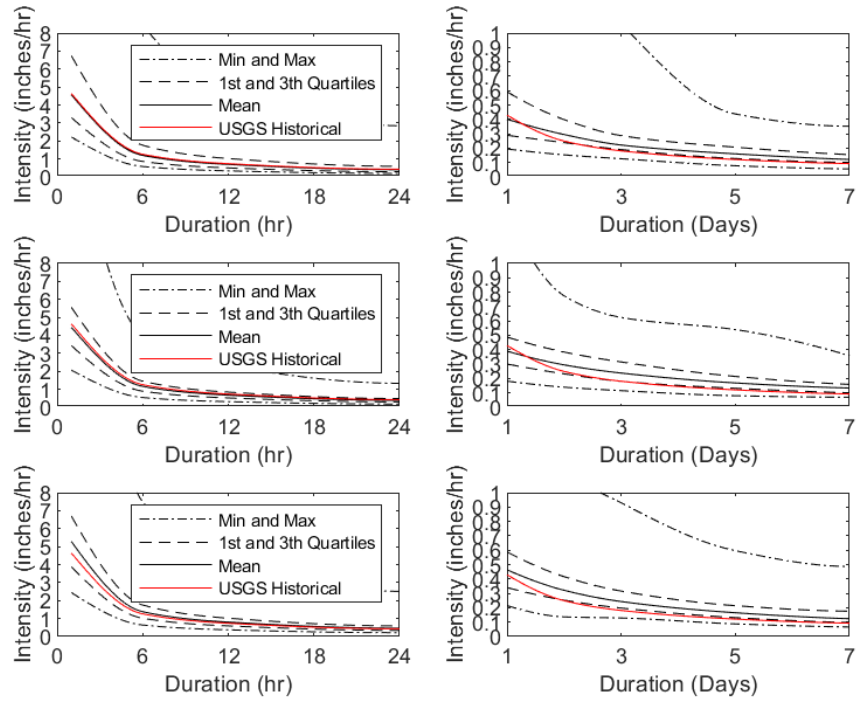 Intensity (inches/hr)
8
7
6
5
4
3
2
1
0
Min and Max
1st and 3th Quartiles
Mean
USGS Historical
0 6 12 18 24
Duration (hr)
Intensity (inches/hr)
1
0.9
0.8
0.7
0.6
0.5
0.4
0.3
0.2
0.1
0
1 3 5 7
Duration (Days)
Intensity (inches/hr)
8
7
6
5
4
3
2
1
0
Min and Max
1st and 3th Quartiles
Mean
USGS Historical
0 6 12 18 24
Duration (hr)
Intensity (inches/hr)
1
0.9
0.8
0.7
0.6
0.5
0.4
0.3
0.2
0.1
0
1 3 5 7
Duration (Days)
Intensity (inches/hr)
8
7
6
5
4
3
2
1
0
Min and Max
1st and 3th Quartiles
Mean
USGS Historical
0 6 12 18 24
Duration (hr)
Intensity (inches/hr)
1
0.9
0.8
0.7
0.6
0.5
0.4
0.3
0.2
0.1
0
1 3 5 7
Duration (Days)